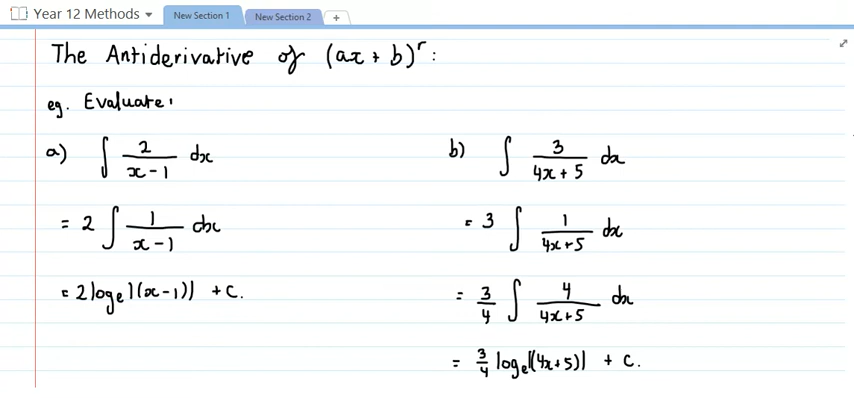 Year 12 Methods New Section 1 New Section 2 +
The Antiderivative of (ax + b)^r :
eg. Evaluate:
a) ∫ 2/(x - 1) dx
= 2 ∫ 1/(x - 1) dx
= 2 log_e |(x - 1)| + c.
b) ∫ 3/(4x + 5) dx
= 3 ∫ 1/(4x + 5) dx
= 3/4 ∫ 4/(4x + 5) dx
= 3/4 log_e |(4x + 5)| + c.